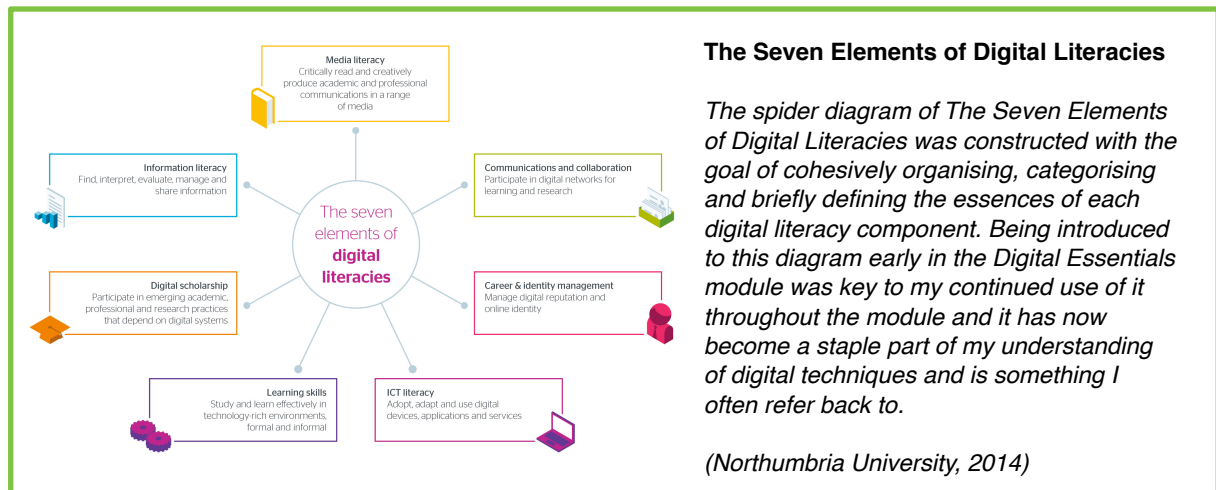 Media literacy
Critically read and creatively
produce academic and professional
communications in a range
of media
Information literacy
Find, interpret, evaluate, manage and
share information
Communications and collaboration
Participate in digital networks for
learning and research
The seven
elements of
digital
literacies
Digital scholarship
Participate in emerging academic,
professional and research practices
that depend on digital systems
Career & identity management
Manage digital reputation and
online identity
Learning skills
Study and learn effectively in
technology-rich environments,
formal and informal
ICT literacy
Adopt, adapt and use digital
devices, applications and services
The Seven Elements of Digital Literacies
The spider diagram of The Seven Elements
of Digital Literacies was constructed with the
goal of cohesively organising, categorising
and briefly defining the essences of each
digital literacy component. Being introduced
to this diagram early in the Digital Essentials
module was key to my continued use of it
throughout the module and it has now
become a staple part of my understanding
of digital techniques and is something I
often refer back to.
(Northumbria University, 2014)